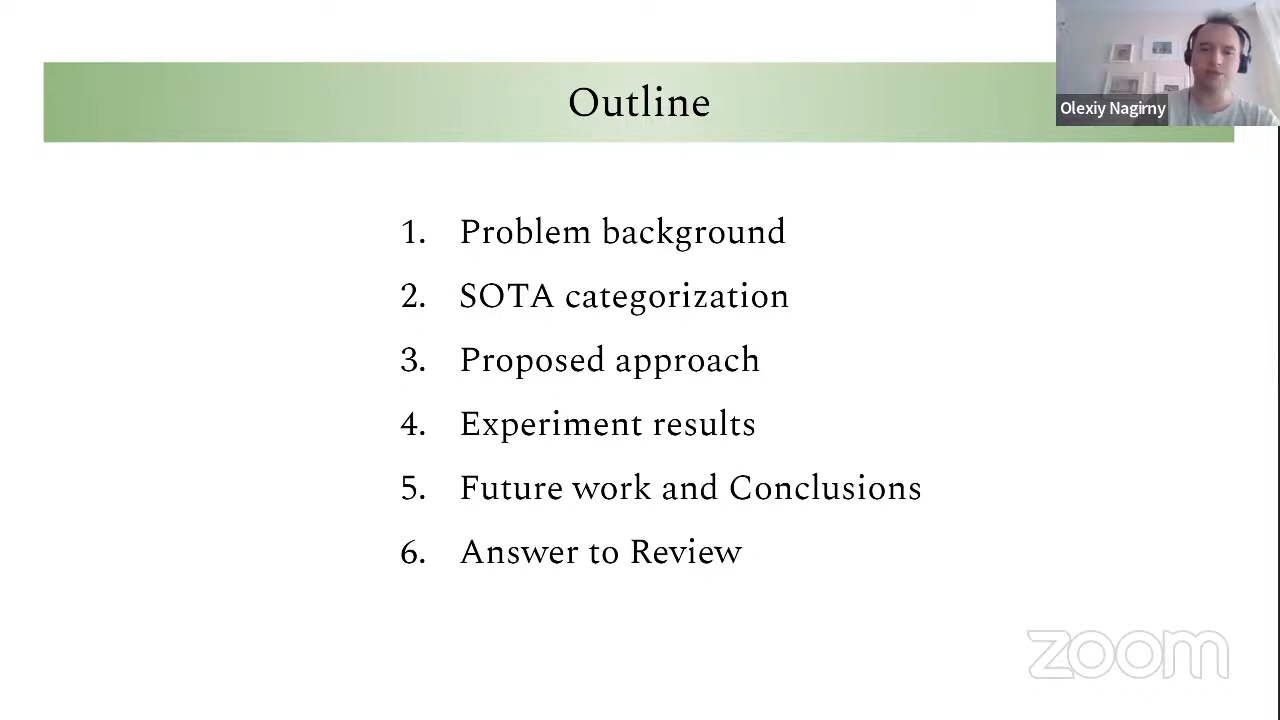 Outline
Olexiy Nagirny
1. Problem background
2. SOTA categorization
3. Proposed approach
4. Experiment results
5. Future work and Conclusions
6. Answer to Review
zoom